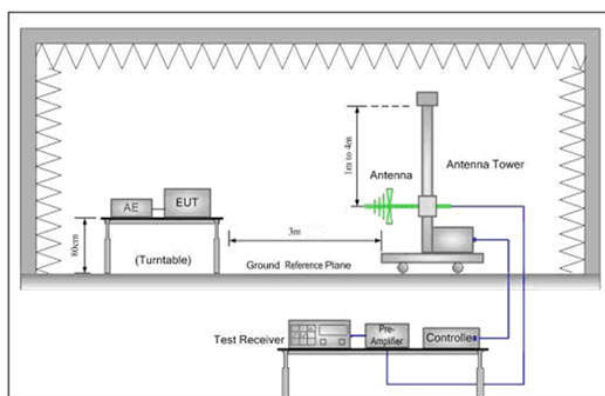 1m to 4m
Antenna
Antenna Tower
AE
EUT
80cm
(Turntable)
3m
Ground Reference Plane
Test Receiver
Pre-
Amplifier
Controller